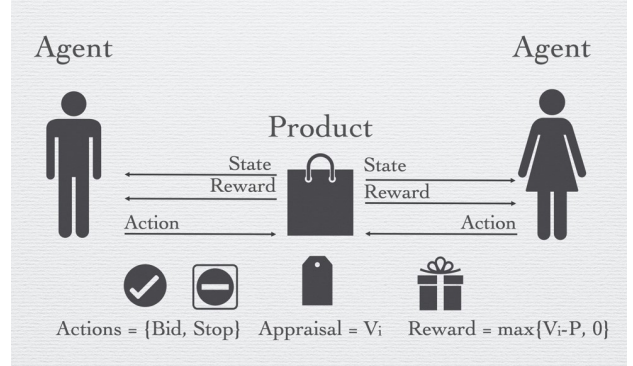 Agent
Agent
Product
State
State
Reward
Reward
Action
Action
Actions = {Bid, Stop}
Appraisal = Vi
Reward = max{Vi-P, 0}